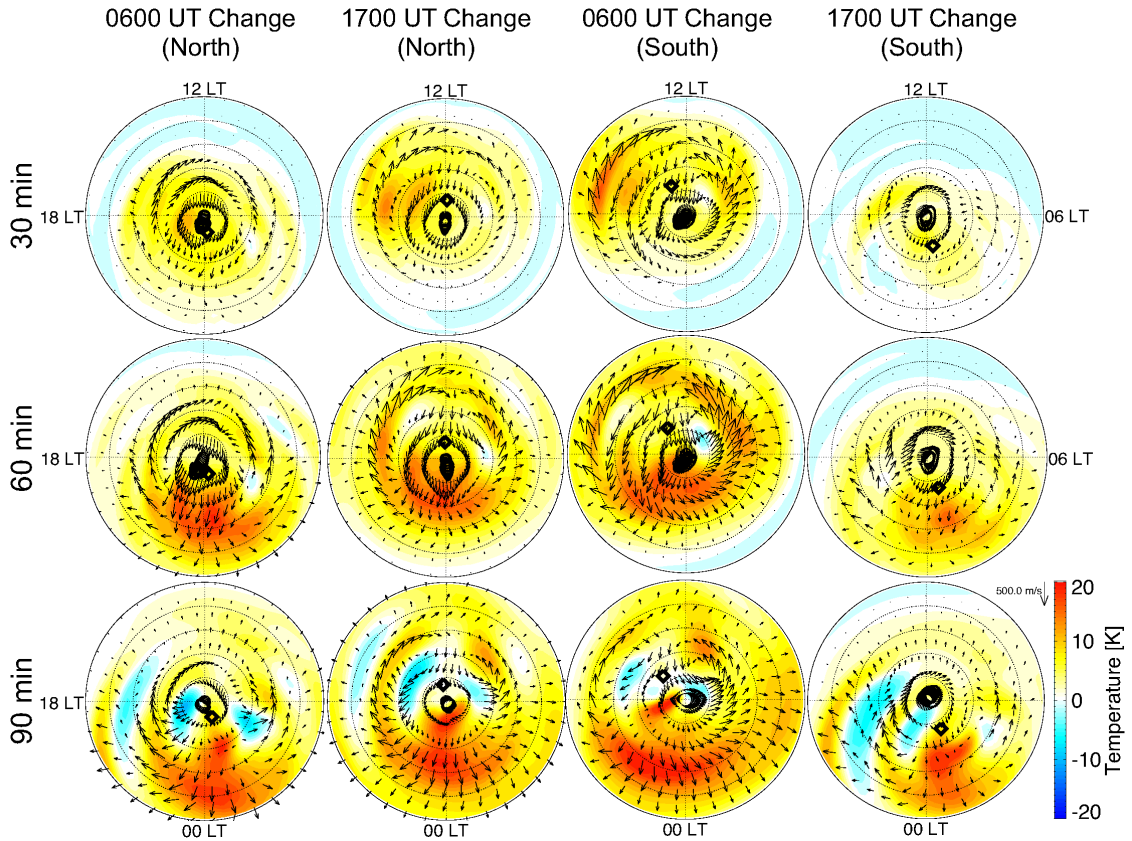 0600 UT Change 1700 UT Change 0600 UT Change 1700 UT Change
(North) (North) (South) (South)
12 LT 12 LT 12 LT 12 LT
30 min
18 LT 06 LT
60 min
18 LT 06 LT
90 min
500.0 m/s
20
10
18 LT 0
-10
-20
Temperature [K]
00 LT 00 LT 00 LT 00 LT